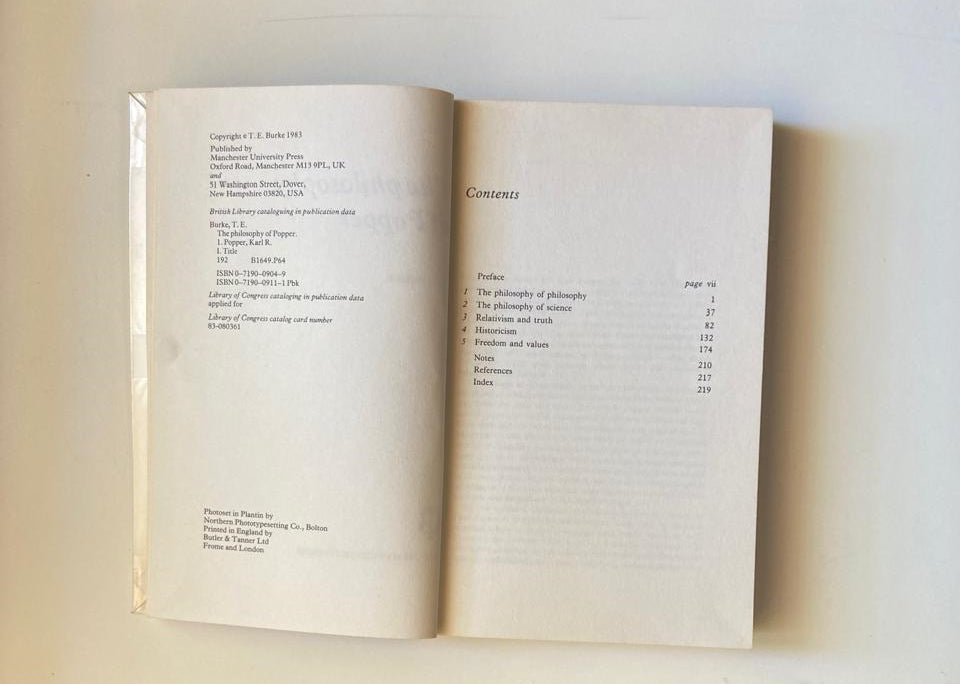 Copyright © T. E. Burke 1983
Published by
Manchester University Press
Oxford Road, Manchester M13 9PL, UK
and
51 Washington Street, Dover,
New Hampshire 03820, USA
British Library cataloguing in publication data
Burke, T. E.
The philosophy of Popper.
1. Popper, Karl R.
I. Title
192 B1649.P64
ISBN 0–7190–0904–9
ISBN 0–7190–0911–1 Pbk
Library of Congress cataloging in publication data
applied for
Library of Congress catalog card number
83-080361
Photoset in Plantin by
Northern Phototypesetting Co., Bolton
Printed in England by
Butler & Tanner Ltd
Frome and London
Contents
Preface page vii
1 The philosophy of philosophy 1
2 The philosophy of science 37
3 Relativism and truth 82
4 Historicism 132
5 Freedom and values 174
Notes 210
References 217
Index 219